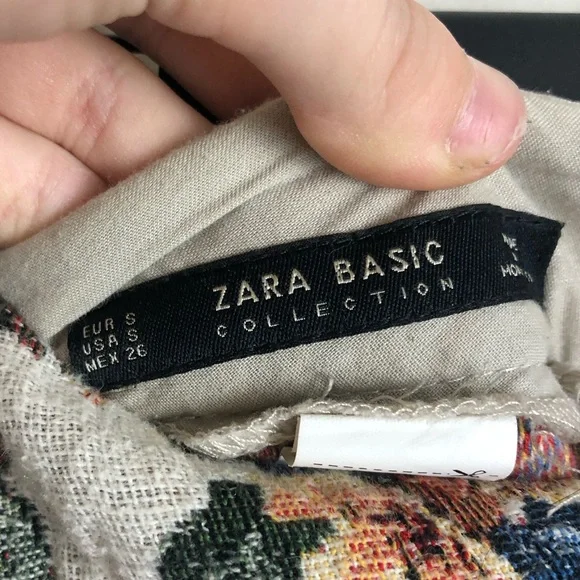 EUR S
USA S
MEX 26
ZARA BASIC
COLLECTION